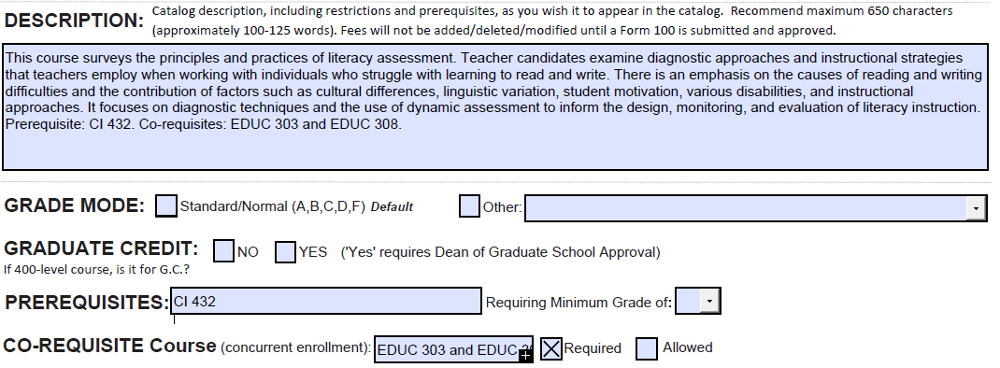 DESCRIPTION: Catalog description, including restrictions and prerequisites, as you wish it to appear in the catalog. Recommend maximum 650 characters
(approximately 100-125 words). Fees will not be added/deleted/modified until a Form 100 is submitted and approved.
This course surveys the principles and practices of literacy assessment. Teacher candidates examine diagnostic approaches and instructional strategies
that teachers employ when working with individuals who struggle with learning to read and write. There is an emphasis on the causes of reading and writing
difficulties and the contribution of factors such as cultural differences, linguistic variation, student motivation, various disabilities, and instructional
approaches. It focuses on diagnostic techniques and the use of dynamic assessment to inform the design, monitoring, and evaluation of literacy instruction.
Prerequisite: CI 432. Co-requisites: EDUC 303 and EDUC 308.
GRADE MODE: Standard/Normal (A,B,C,D,F) Default Other:
GRADUATE CREDIT: NO YES ('Yes' requires Dean of Graduate School Approval)
If 400-level course, is it for G.C.?
PREREQUISITES: CI 432 Requiring Minimum Grade of:
CO-REQUISITE Course (concurrent enrollment): EDUC 303 and EDUC Required Allowed